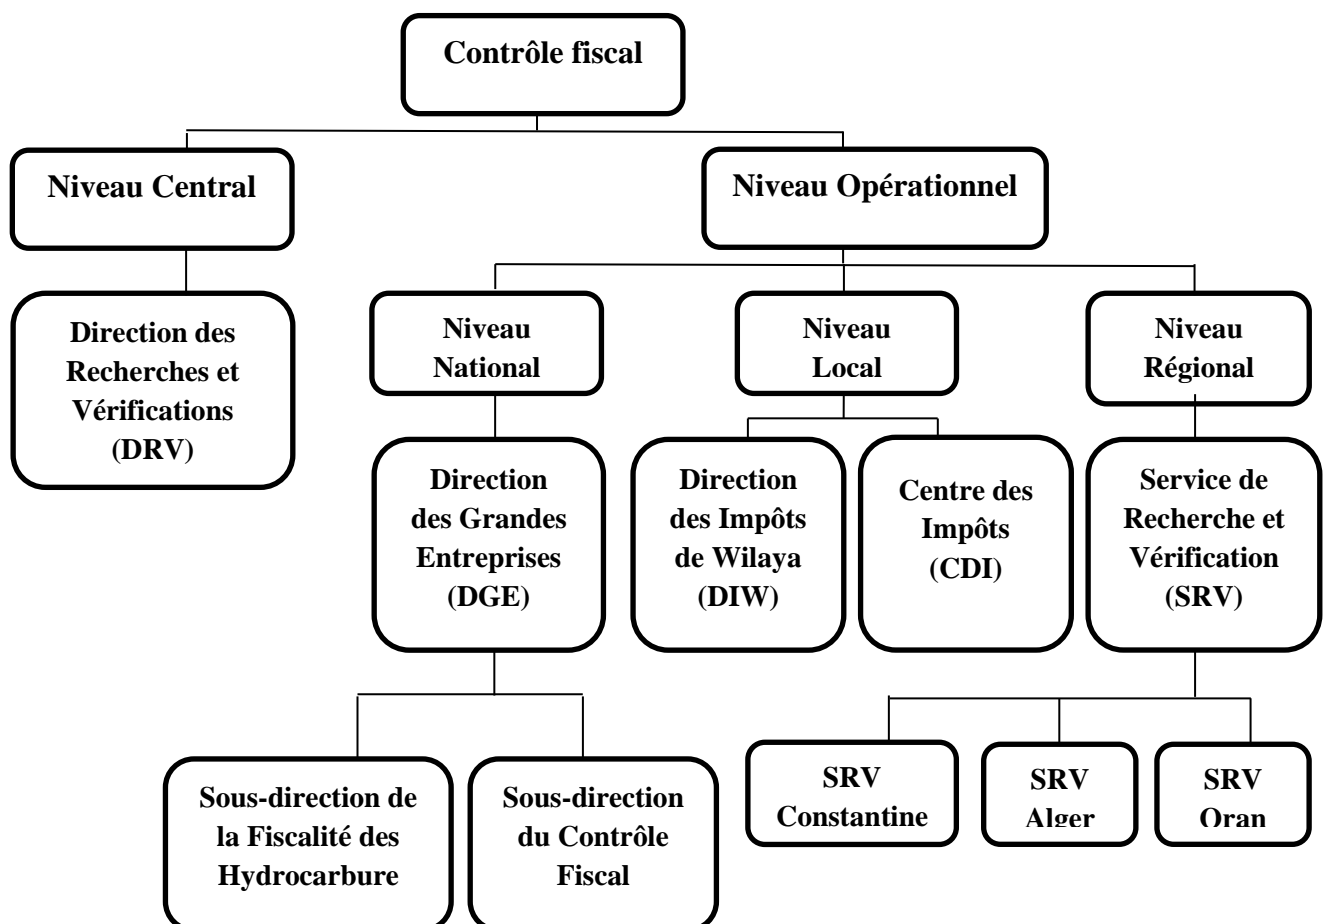 Contrôle fiscal
Niveau Central
Niveau Opérationnel
Direction des
Recherches et
Vérifications
(DRV)
Niveau
National
Niveau
Local
Niveau
Régional
Direction
des Grandes
Entreprises
(DGE)
Direction
des Impôts
de Wilaya
(DIW)
Centre des
Impôts
(CDI)
Service de
Recherche et
Vérification
(SRV)
Sous-direction de
la Fiscalité des
Hydrocarbure
Sous-direction
du Contrôle
Fiscal
SRV
Constantine
SRV
Alger
SRV
Oran